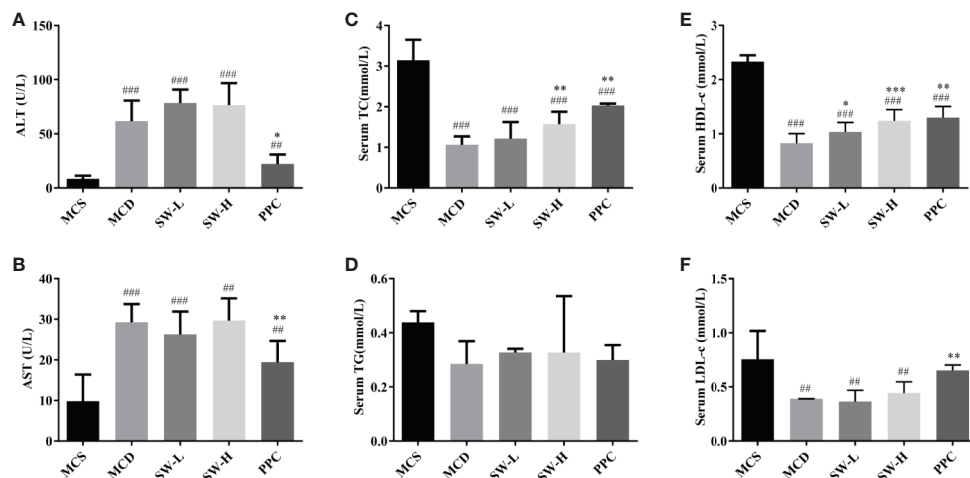 A
ALT (U/L)
150
100
50
0
###
###
###
*
##
MCS
MCD
SW-L
SW-H
PPC
C
Serum TC(mmol/L)
4
3
2
1
0
###
###
**
###
**
###
MCS
MCD
SW-L
SW-H
PPC
E
Serum HDL-c (mmol/L)
3
2
1
0
###
*
###
***
###
**
###
MCS
MCD
SW-L
SW-H
PPC
B
AST (U/L)
40
30
20
10
0
###
###
##
**
##
MCS
MCD
SW-L
SW-H
PPC
D
Serum TG(mmol/L)
0.6
0.4
0.2
0.0
MCS
MCD
SW-L
SW-H
PPC
F
Serum LDL-c (mmol/L)
1.5
1.0
0.5
0.0
##
##
##
**
MCS
MCD
SW-L
SW-H
PPC